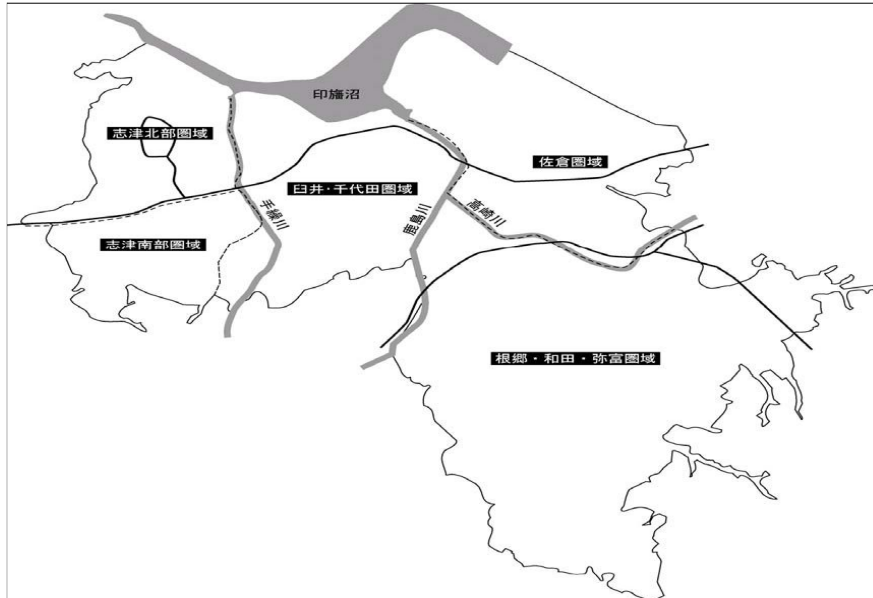 印旛沼
志津北部圏域
佐倉圏域
臼井・千代田圏域
手繰川
鹿島川
高崎川
志津南部圏域
根郷・和田・弥富圏域